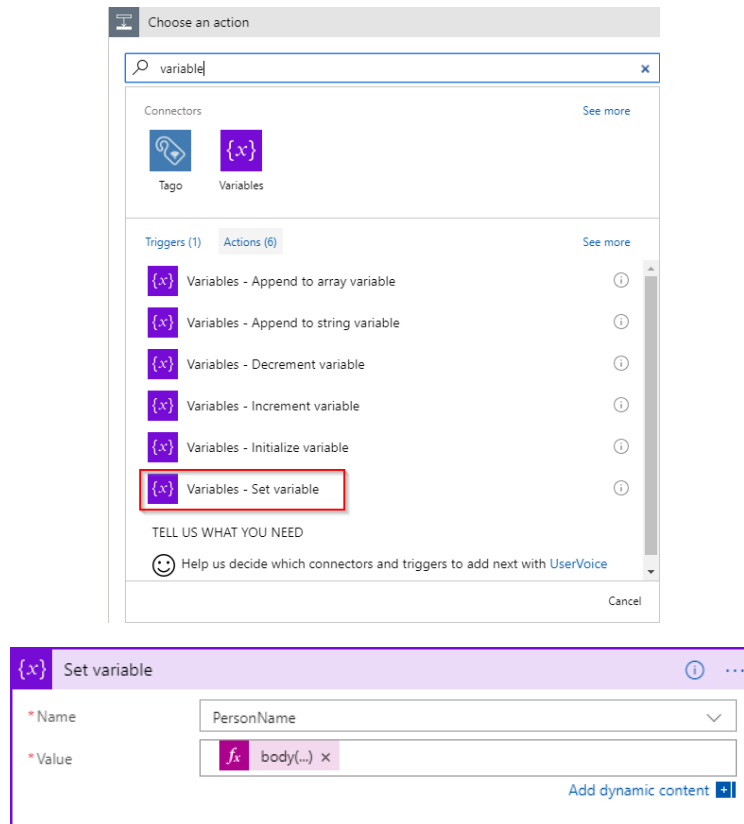 Choose an action
variable
Connectors
See more
{x}
Tago
Variables
Triggers (1)
Actions (6)
See more
{x} Variables - Append to array variable
{x} Variables - Append to string variable
{x} Variables - Decrement variable
{x} Variables - Increment variable
{x} Variables - Initialize variable
{x} Variables - Set variable
TELL US WHAT YOU NEED
Help us decide which connectors and triggers to add next with UserVoice
Cancel
{x} Set variable
*Name
PersonName
*Value
fx body(...) ×
Add dynamic content